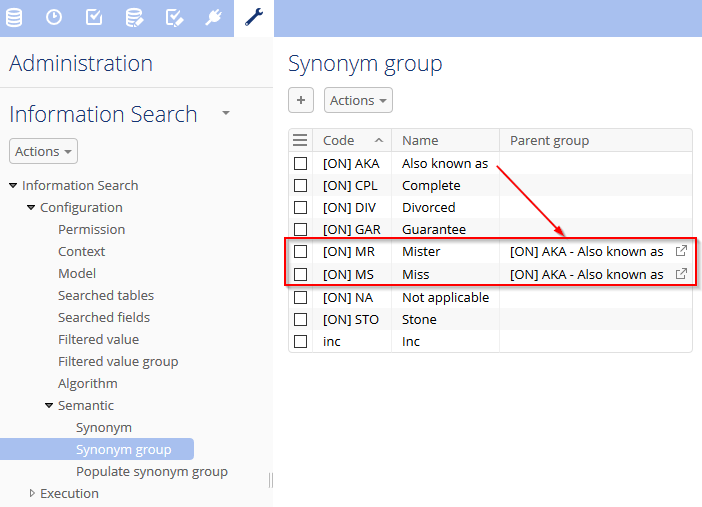 Administration
Information Search
Actions
Information Search
Configuration
Permission
Context
Model
Searched tables
Searched fields
Filtered value
Filtered value group
Algorithm
Semantic
Synonym
Synonym group
Populate synonym group
Execution
Synonym group
+ Actions
Code Name Parent group
[ON] AKA Also known as
[ON] CPL Complete
[ON] DIV Divorced
[ON] GAR Guarantee
[ON] MR Mister [ON] AKA - Also known as
[ON] MS Miss [ON] AKA - Also known as
[ON] NA Not applicable
[ON] STO Stone
inc Inc